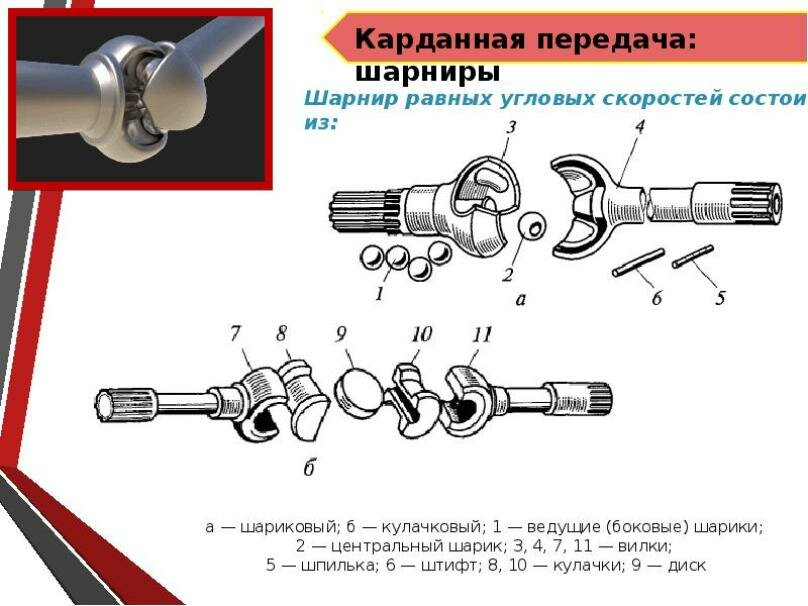 Карданная передача:
шарниры
Шарнир равных угловых скоростей состои
из:
3
4
1
2
а
6
5
7
8
9
10
11
б
а — шариковый; б — кулачковый; 1 — ведущие (боковые) шарики;
2 — центральный шарик; 3, 4, 7, 11 — вилки;
5 — шпилька; 6 — штифт; 8, 10 — кулачки; 9 — диск